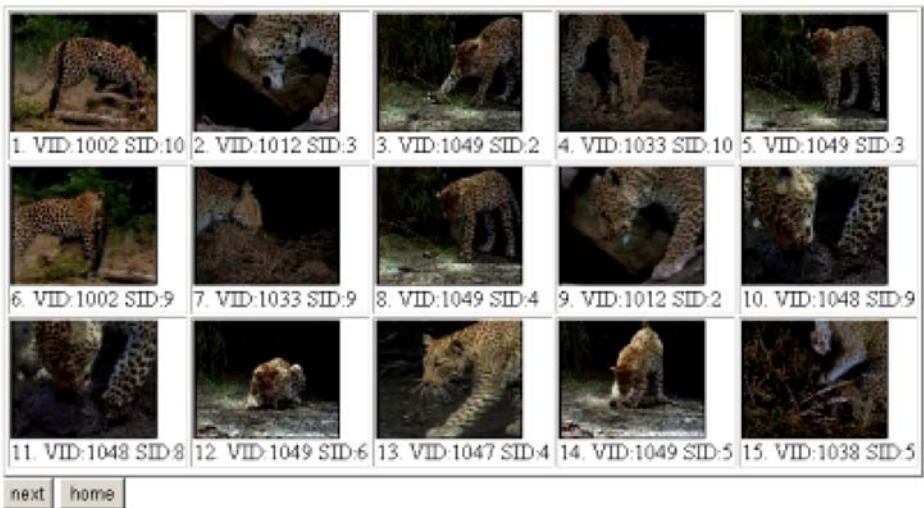 1. VID:1002 SID:10 2. VID:1012 SID:3 3. VID:1049 SID:2 4. VID:1033 SID:10 5. VID:1049 SID:3
6. VID:1002 SID:9 7. VID:1033 SID:9 8. VID:1049 SID:4 9. VID:1012 SID:2 10. VID:1048 SID:9
11. VID:1048 SID:8 12. VID:1049 SID:6 13. VID:1047 SID:4 14. VID:1049 SID:5 15. VID:1038 SID:5
next home